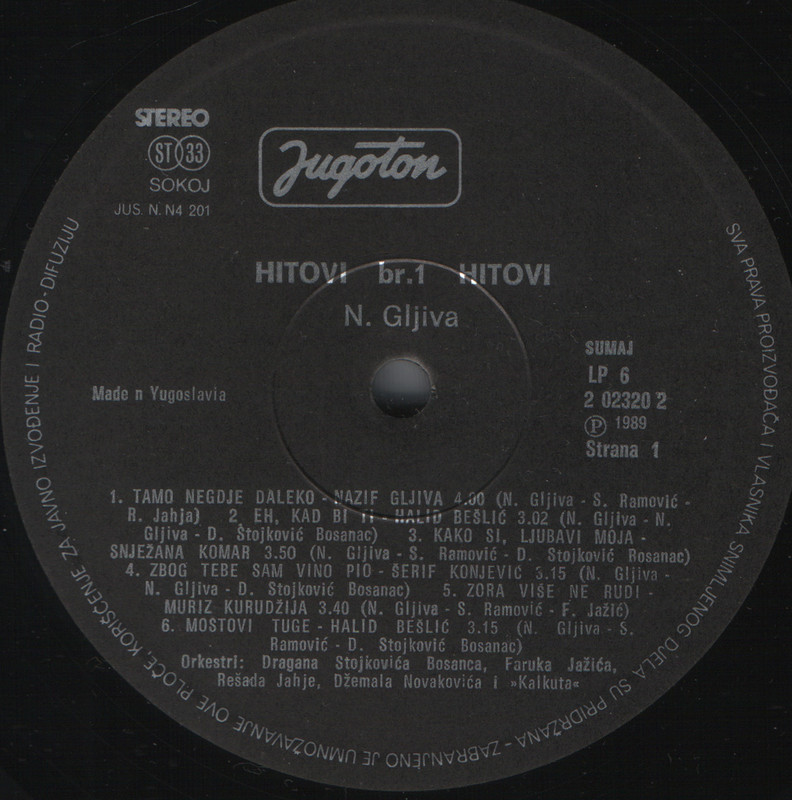 STEREO
ST 33
SOKOJ
JUS. N. N4 201
Jugoton
HITOVI br.1 HITOVI
N. Gljiva
Made n Yugoslavia
SUMAJ
LP 6
2 02320 2
Ⓟ 1989
Strana 1
1. TAMO NEGDJE DALEKO - NAZIF GLJIVA 4.00 (N. Gljiva - S. Ramović -
R. Jahja) 2. EH, KAD BI TI - HALID BEŠLIĆ 3.02 (N. Gljiva - N.
Gljiva - D. Štojković Bosanac) 3. KAKO SI, LJUBAVI MOJA -
SNJEŽANA KOMAR 3.50 (N. Gljiva - S. Ramović - D. Stojković Bosanac)
4. ZBOG TEBE SAM VINO PIO - ŠERIF KONJEVIĆ 3.15 (N. Gljiva -
N. Gljiva - D. Stojković Bosanac) 5. ZORA VIŠE NE RUDI -
MURIZ KURUDŽIJA 3.40 (N. Gljiva - S. Ramović - F. Jažić)
6. MOSTOVI TUGE - HALID BEŠLIĆ 3.15 (N. Gljiva - S.
Ramović - D. Stojković Bosanac)
Orkestri: Dragana Stojkovića Bosanca, Faruka Jažića,
Rešada Jahje, Džemala Novakovića i »Kalkuta«
SVA PRAVA PROIZVOĐAČA I VLASNIKA SNIMLJENOG DJELA SU PRIDRŽANA - ZABRANJENO JE UMNOŽAVANJE OVE PLOČE, KORIŠĆENJE ZA JAVNO IZVOĐENJE I RADIO-DIFUZIJU